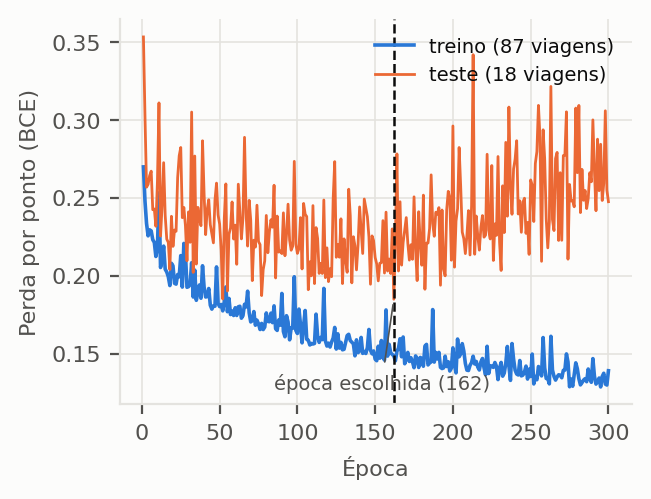 0.35
0.30
0.25
0.20
0.15
Perda por ponto (BCE)
treino (87 viagens)
teste (18 viagens)
época escolhida (162)
0 50 100 150 200 250 300
Época